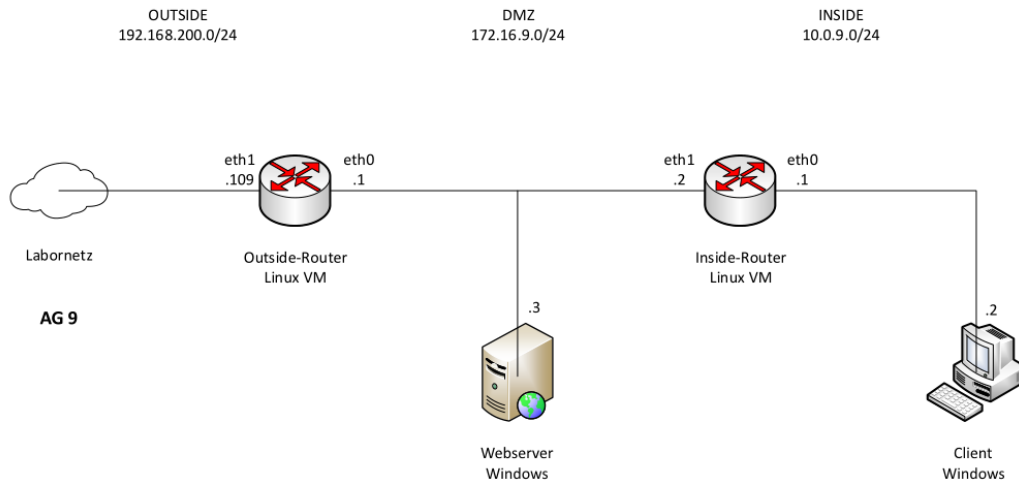 OUTSIDE
192.168.200.0/24
DMZ
172.16.9.0/24
INSIDE
10.0.9.0/24
eth1
.109
eth0
.1
eth1
.2
eth0
.1
Labornetz
Outside-Router
Linux VM
Inside-Router
Linux VM
AG 9
.3
.2
Webserver
Windows
Client
Windows